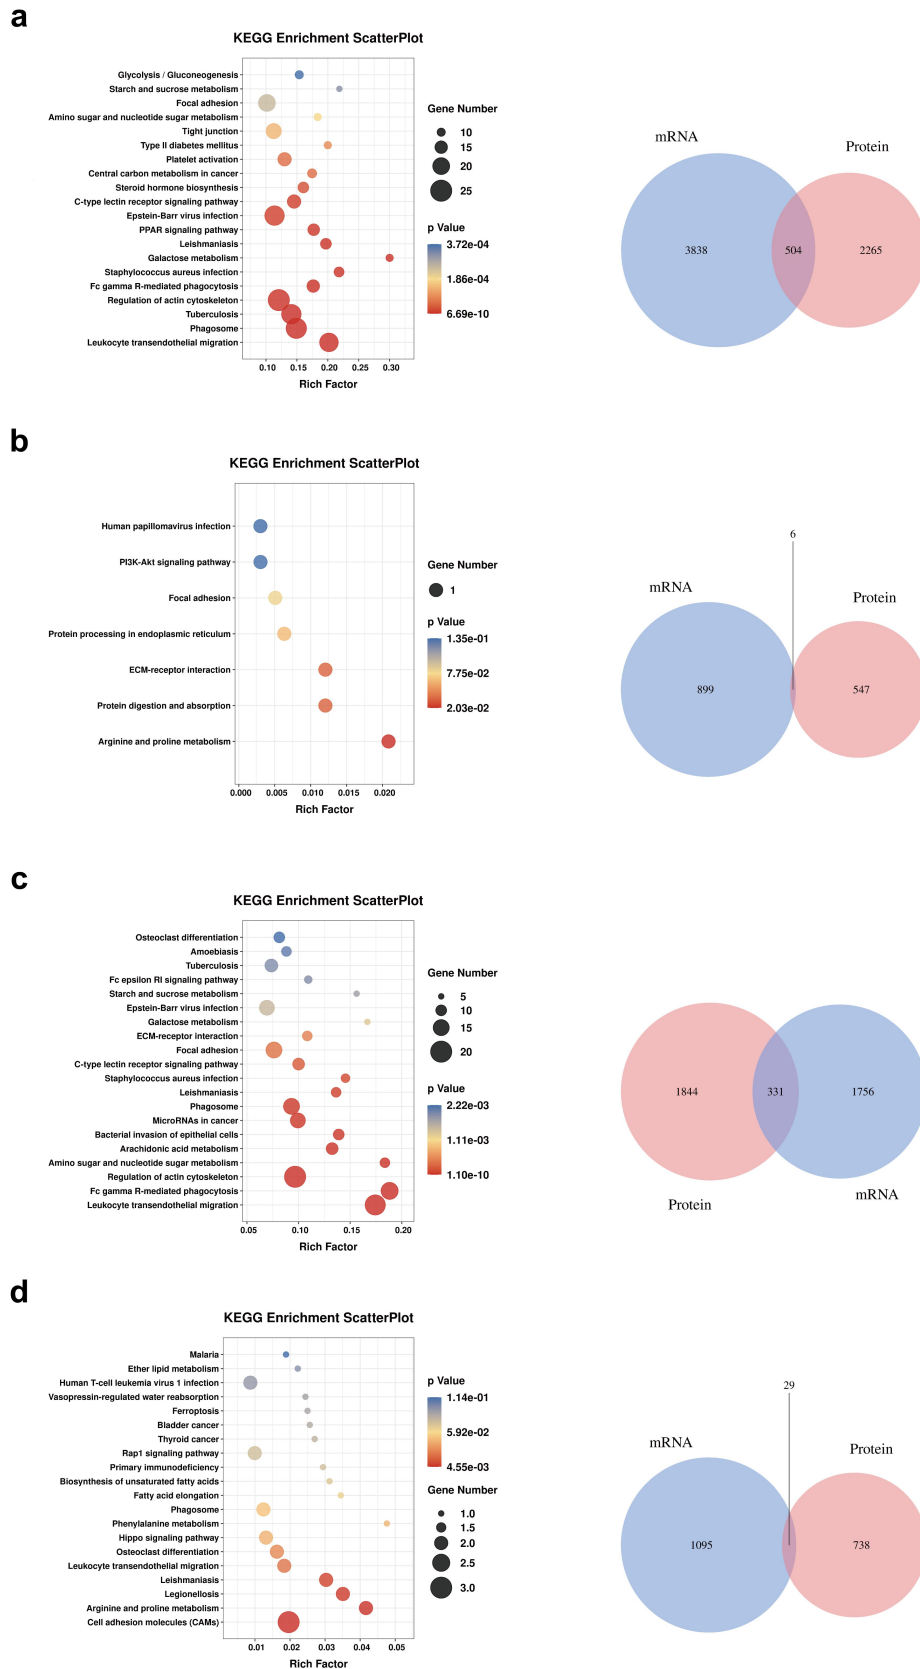 a
KEGG Enrichment ScatterPlot
Glycolysis / Gluconeogenesis
Starch and sucrose metabolism
Focal adhesion
Amino sugar and nucleotide sugar metabolism
Tight junction
Type II diabetes mellitus
Platelet activation
Central carbon metabolism in cancer
Steroid hormone biosynthesis
C-type lectin receptor signaling pathway
Epstein-Barr virus infection
PPAR signaling pathway
Leishmaniasis
Galactose metabolism
Staphylococcus aureus infection
Fc gamma R-mediated phagocytosis
Regulation of actin cytoskeleton
Tuberculosis
Phagosome
Leukocyte transendothelial migration
0.10 0.15 0.20 0.25 0.30
Rich Factor
Gene Number
10
15
20
25
p Value
3.72e-04
1.86e-04
6.69e-10
mRNA
Protein
3838
504
2265
b
KEGG Enrichment ScatterPlot
Human papillomavirus infection
PI3K-Akt signaling pathway
Focal adhesion
Protein processing in endoplasmic reticulum
ECM-receptor interaction
Protein digestion and absorption
Arginine and proline metabolism
0.000 0.005 0.010 0.015 0.020
Rich Factor
Gene Number
1
p Value
1.35e-01
7.75e-02
2.03e-02
6
mRNA
Protein
899
547
c
KEGG Enrichment ScatterPlot
Osteoclast differentiation
Amoebiasis
Tuberculosis
Fc epsilon RI signaling pathway
Starch and sucrose metabolism
Epstein-Barr virus infection
Galactose metabolism
ECM-receptor interaction
Focal adhesion
C-type lectin receptor signaling pathway
Staphylococcus aureus infection
Leishmaniasis
Phagosome
MicroRNAs in cancer
Bacterial invasion of epithelial cells
Arachidonic acid metabolism
Amino sugar and nucleotide sugar metabolism
Regulation of actin cytoskeleton
Fc gamma R-mediated phagocytosis
Leukocyte transendothelial migration
0.05 0.10 0.15 0.20
Rich Factor
Gene Number
5
10
15
20
p Value
2.22e-03
1.11e-03
1.10e-10
1844
331
1756
Protein
mRNA
d
KEGG Enrichment ScatterPlot
Malaria
Ether lipid metabolism
Human T-cell leukemia virus 1 infection
Vasopressin-regulated water reabsorption
Ferroptosis
Bladder cancer
Thyroid cancer
Rap1 signaling pathway
Primary immunodeficiency
Biosynthesis of unsaturated fatty acids
Fatty acid elongation
Phagosome
Phenylalanine metabolism
Hippo signaling pathway
Osteoclast differentiation
Leukocyte transendothelial migration
Leishmaniasis
Legionellosis
Arginine and proline metabolism
Cell adhesion molecules (CAMs)
0.01 0.02 0.03 0.04 0.05
Rich Factor
p Value
1.14e-01
5.92e-02
4.55e-03
Gene Number
1.0
1.5
2.0
2.5
3.0
29
mRNA
Protein
1095
738